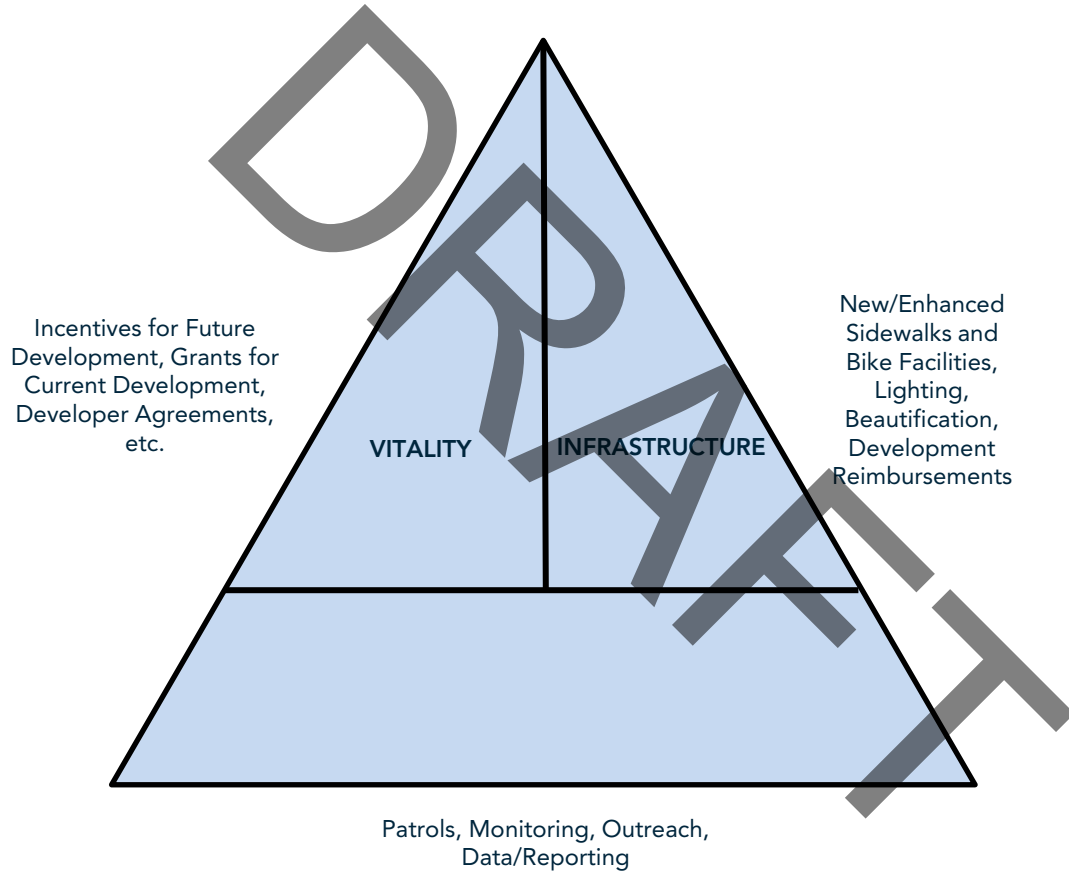 DRAFT
Incentives for Future
Development, Grants for
Current Development,
Developer Agreements,
etc.
VITALITY
INFRASTRUCTURE
New/Enhanced
Sidewalks and
Bike Facilities,
Lighting,
Beautification,
Development
Reimbursements
Patrols, Monitoring, Outreach,
Data/Reporting